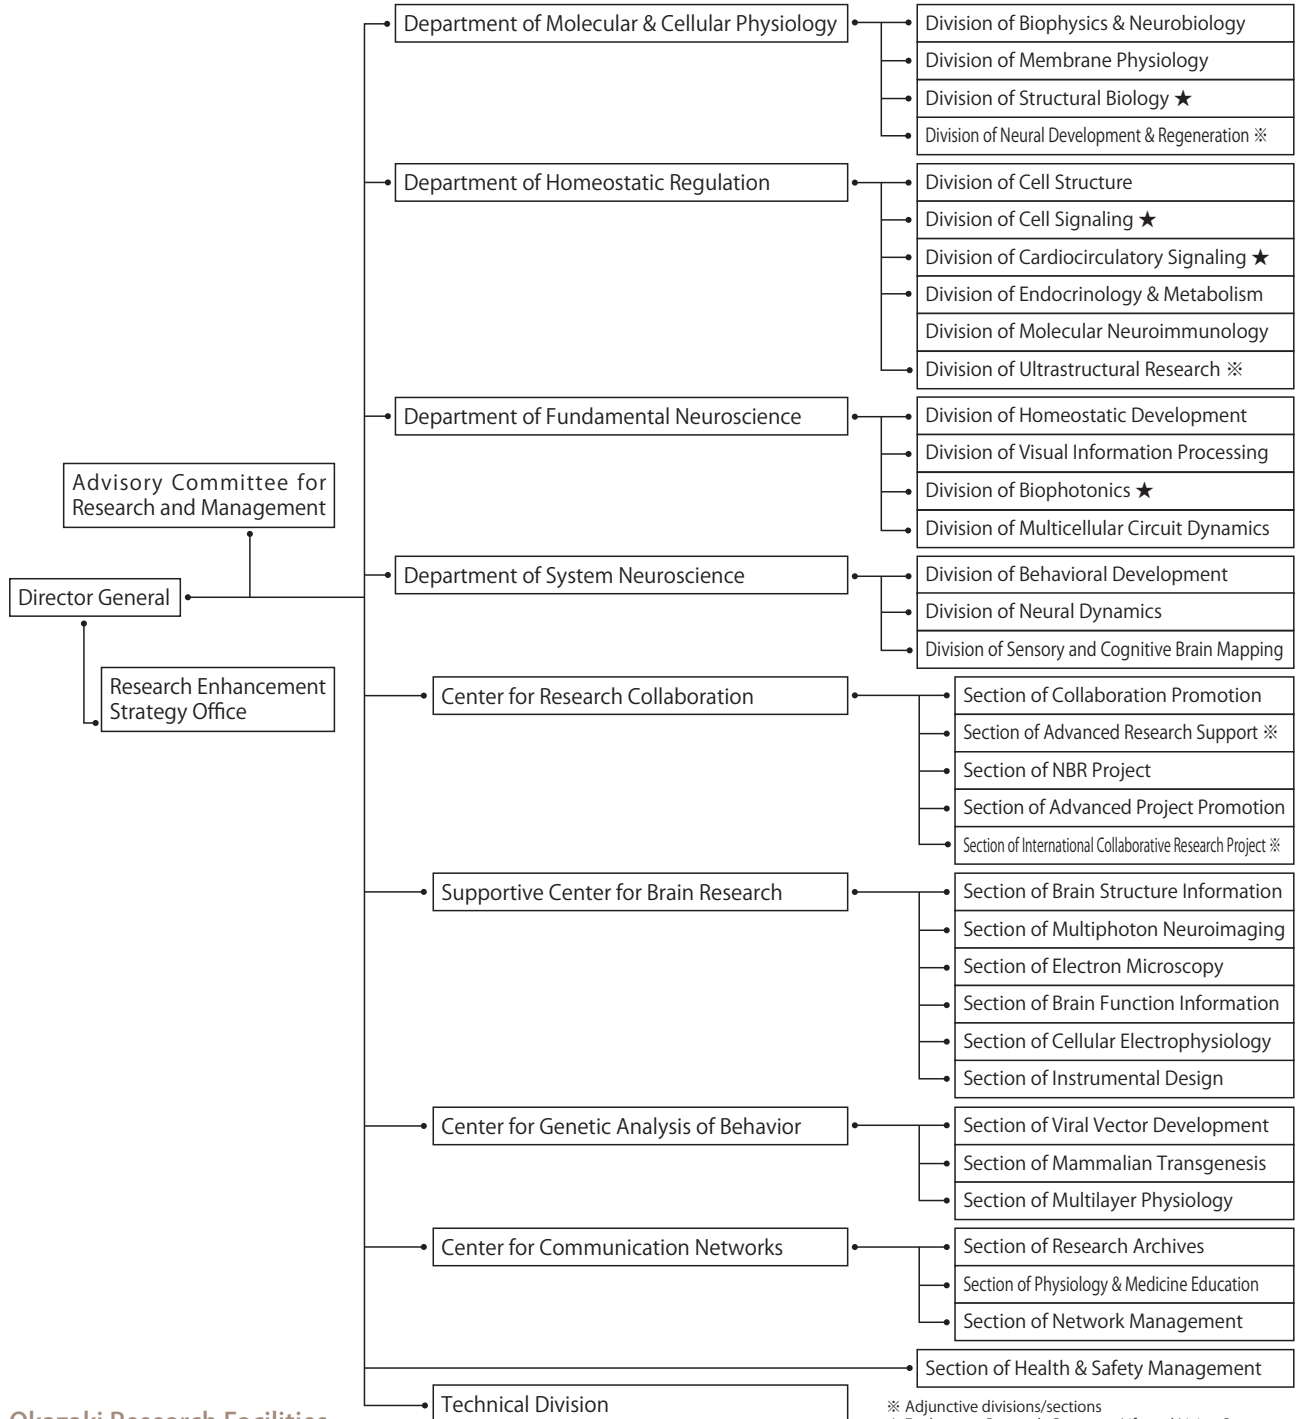 Department of Molecular & Cellular Physiology
Division of Biophysics & Neurobiology
Division of Membrane Physiology
Division of Structural Biology ★
Division of Neural Development & Regeneration ※
Department of Homeostatic Regulation
Division of Cell Structure
Division of Cell Signaling ★
Division of Cardiocirculatory Signaling ★
Division of Endocrinology & Metabolism
Division of Molecular Neuroimmunology
Division of Ultrastructural Research ※
Department of Fundamental Neuroscience
Division of Homeostatic Development
Division of Visual Information Processing
Division of Biophotonics ★
Division of Multicellular Circuit Dynamics
Advisory Committee for
Research and Management
Director General
Research Enhancement
Strategy Office
Department of System Neuroscience
Division of Behavioral Development
Division of Neural Dynamics
Division of Sensory and Cognitive Brain Mapping
Center for Research Collaboration
Section of Collaboration Promotion
Section of Advanced Research Support ※
Section of NBR Project
Section of Advanced Project Promotion
Section of International Collaborative Research Project ※
Supportive Center for Brain Research
Section of Brain Structure Information
Section of Multiphoton Neuroimaging
Section of Electron Microscopy
Section of Brain Function Information
Section of Cellular Electrophysiology
Section of Instrumental Design
Center for Genetic Analysis of Behavior
Section of Viral Vector Development
Section of Mammalian Transgenesis
Section of Multilayer Physiology
Center for Communication Networks
Section of Research Archives
Section of Physiology & Medicine Education
Section of Network Management
Section of Health & Safety Management
Technical Division
※ Adjunctive divisions/sections
Okazaki Research Facilities